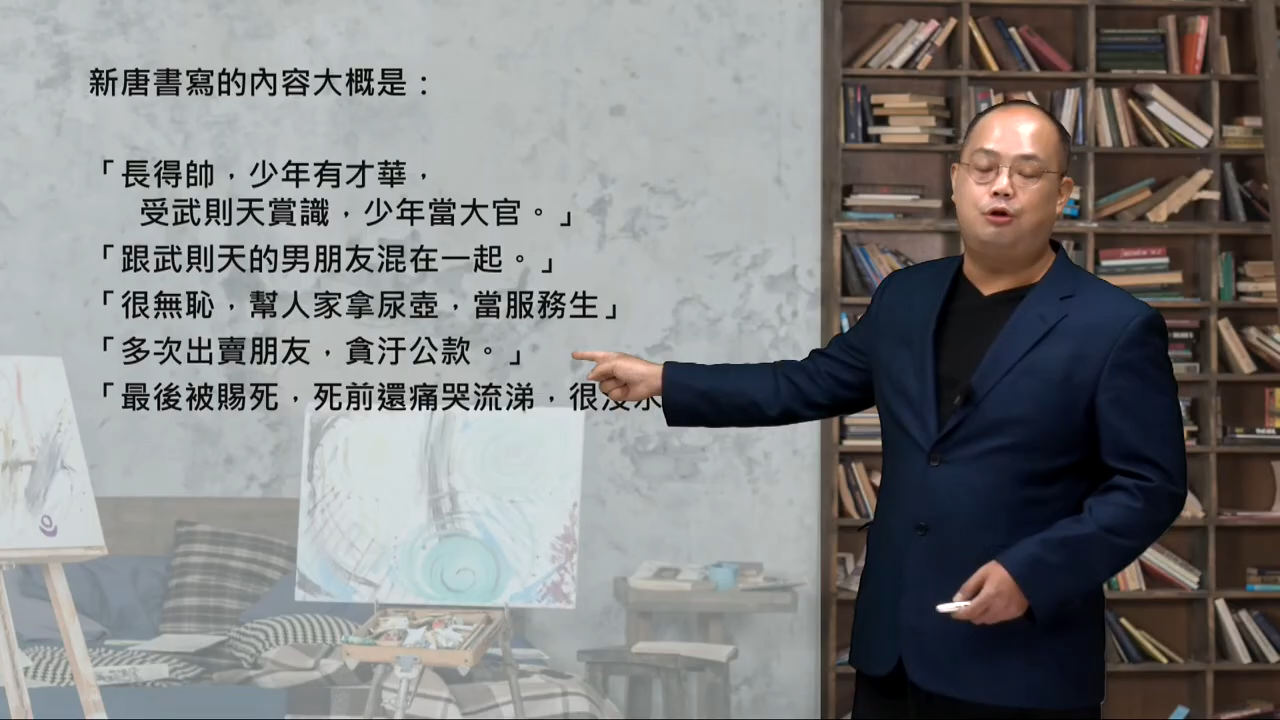 新唐書寫的內容大概是：
「長得帥，少年有才華，
受武則天賞識，少年當大官。」
「跟武則天的男朋友混在一起。」
「很無恥，幫人家拿尿壺，當服務生」
「多次出賣朋友，貪汙公款。」
「最後被賜死，死前還痛哭流涕，很沒